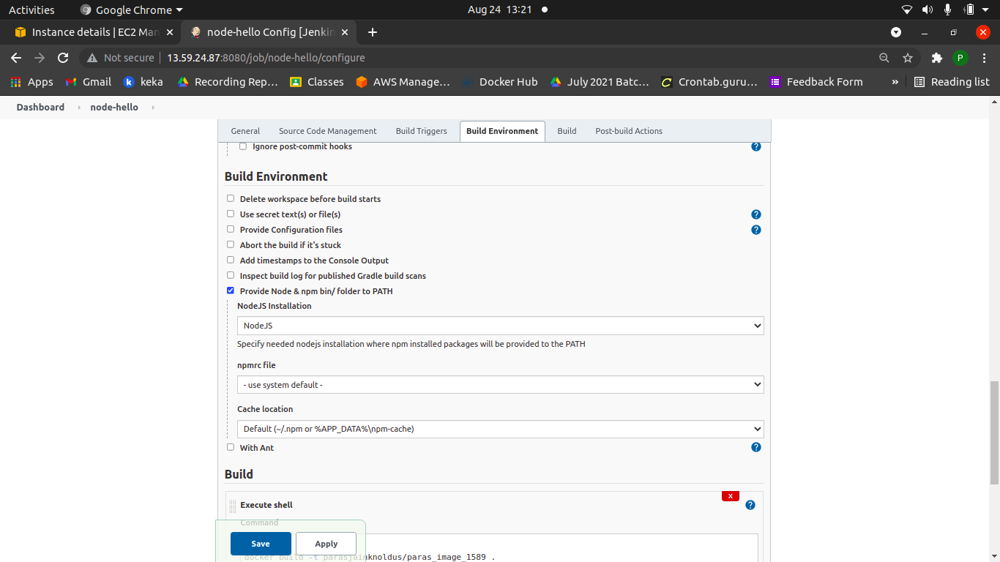 Activities Google Chrome Aug 24 13:21
Instance details | EC2 Man node-hello Config [Jenkin
Not secure 13.59.24.87:8080/job/node-hello/configure P
Apps Gmail keka Recording Rep... Classes AWS Manage... Docker Hub July 2021 Batc... Crontab.guru... Feedback Form » Reading list
Dashboard node-hello
General Source Code Management Build Triggers Build Environment Build Post-build Actions
Ignore post-commit hooks
Build Environment
Delete workspace before build starts
Use secret text(s) or file(s)
Provide Configuration files
Abort the build if it's stuck
Add timestamps to the Console Output
Inspect build log for published Gradle build scans
Provide Node & npm bin/ folder to PATH
NodeJS Installation
NodeJS
Specify needed nodejs installation where npm installed packages will be provided to the PATH
npmrc file
- use system default -
Cache location
Default (~/.npm or %APP_DATA%\npm-cache)
With Ant
Build
X
Execute shell
Command
Save Apply
docker build -t parasjainknoldus/paras_image_1589 .